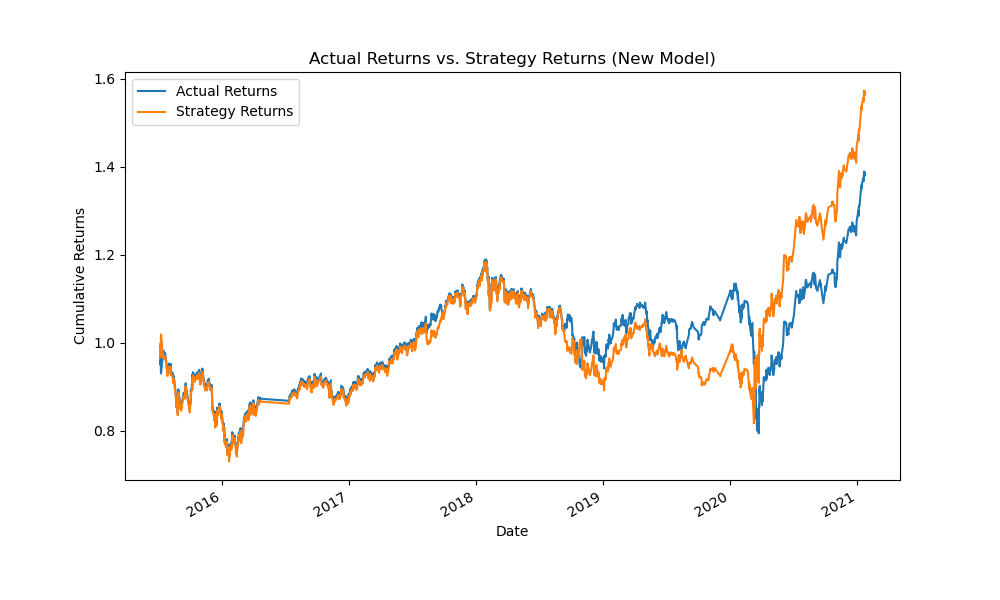 Actual Returns vs. Strategy Returns (New Model)
Actual Returns
Strategy Returns
Cumulative Returns
1.6
1.4
1.2
1.0
0.8
2016
2017
2018
2019
2020
2021
Date